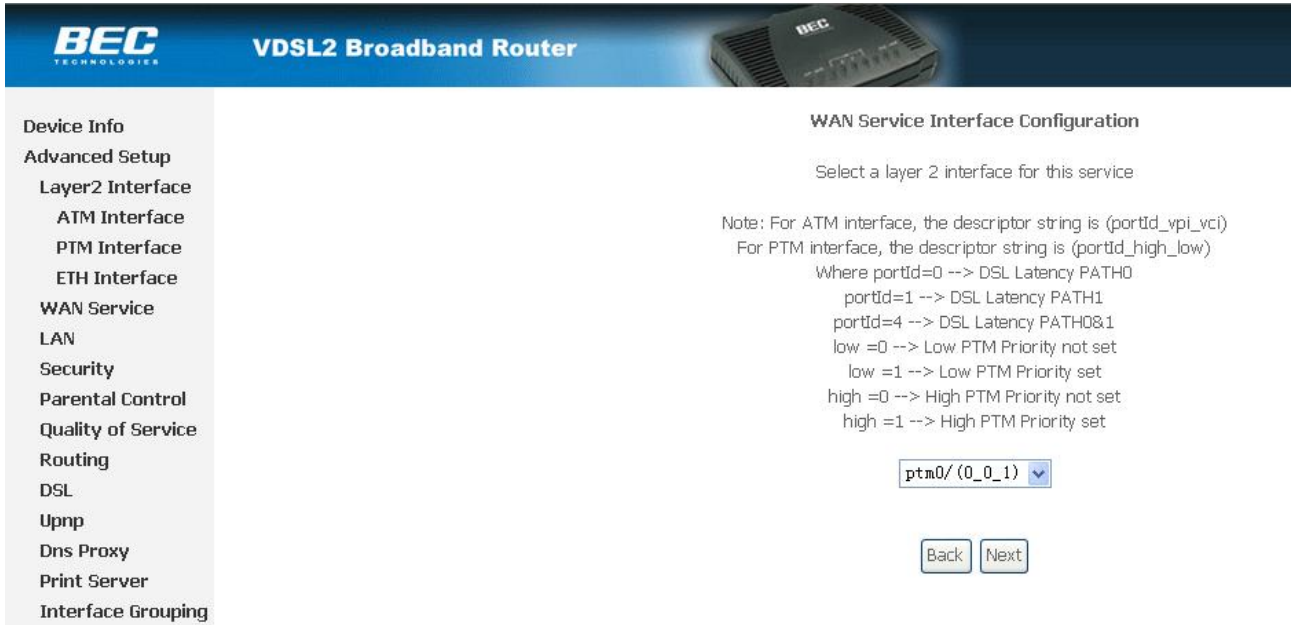 BEC
TECHNOLOGIES
VDSL2 Broadband Router
BEC
Device Info
Advanced Setup
Layer2 Interface
ATM Interface
PTM Interface
ETH Interface
WAN Service
LAN
Security
Parental Control
Quality of Service
Routing
DSL
Upnp
Dns Proxy
Print Server
Interface Grouping
WAN Service Interface Configuration
Select a layer 2 interface for this service
Note: For ATM interface, the descriptor string is (portId_vpi_vci)
For PTM interface, the descriptor string is (portId_high_low)
Where portId=0 --> DSL Latency PATH0
portId=1 --> DSL Latency PATH1
portId=4 --> DSL Latency PATH0&1
low =0 --> Low PTM Priority not set
low =1 --> Low PTM Priority set
high =0 --> High PTM Priority not set
high =1 --> High PTM Priority set
ptm0/(0_0_1)
Back Next